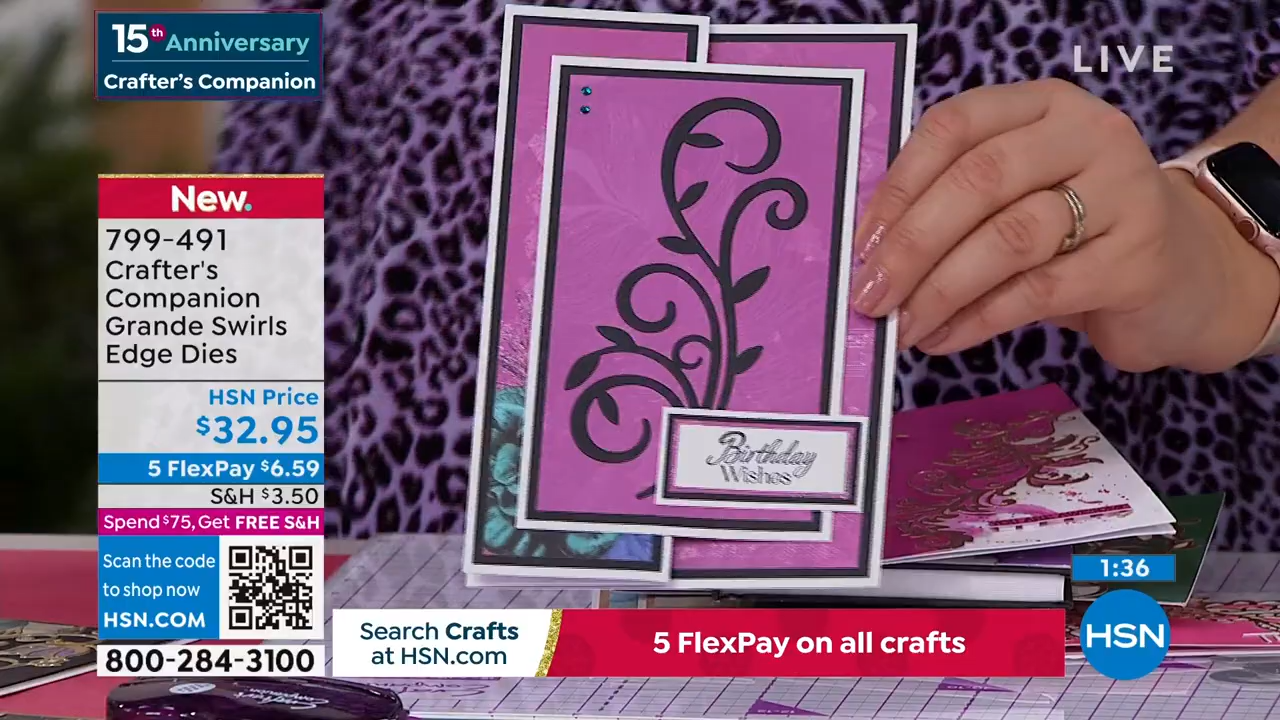 15th Anniversary
Crafter's Companion
LIVE
New.
799-491
Crafter's
Companion
Grande Swirls
Edge Dies
HSN Price
$32.95
5 FlexPay $6.59
S&H $3.50
Spend $75, Get FREE S&H
Scan the code
to shop now
HSN.COM
800-284-3100
Birthday
Wishes
Search Crafts
at HSN.com
5 FlexPay on all crafts
1:36
HSN
Crafter's
Companion